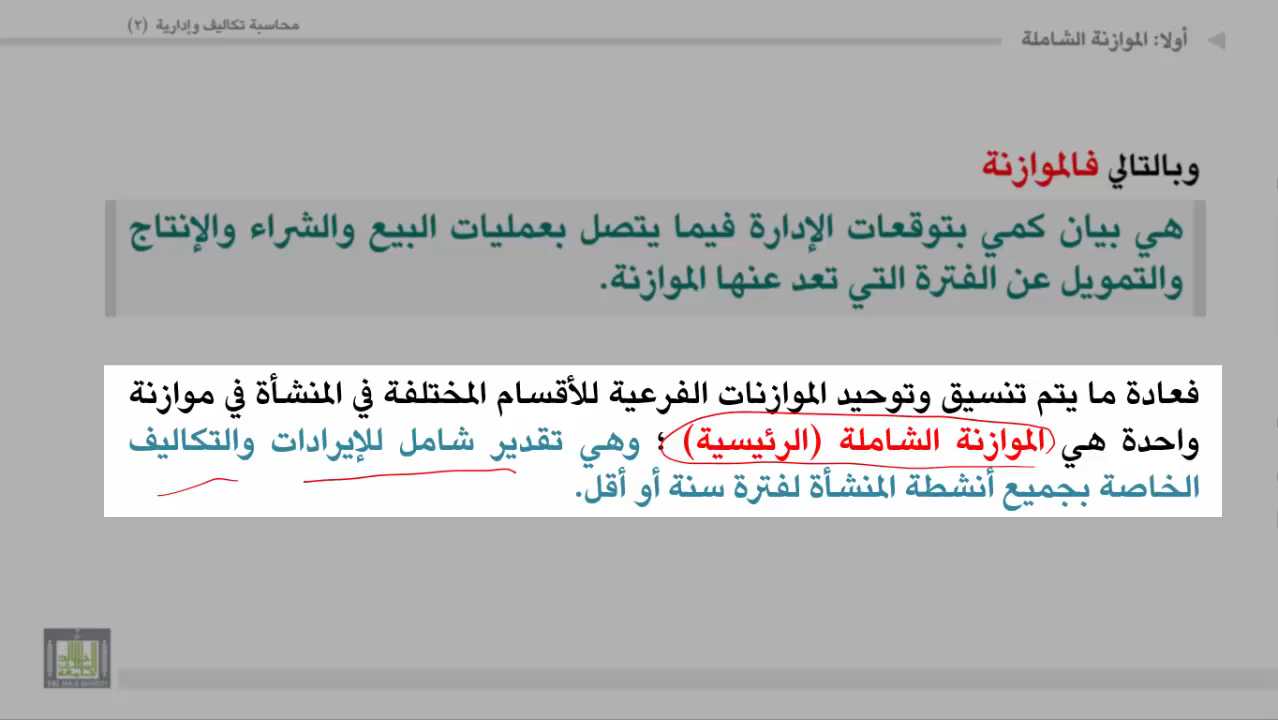 محاسبة تكاليف وإدارية (٢)
أولا: الموازنة الشاملة
وبالتالي فالموازنة
هي بيان كمي بتوقعات الإدارة فيما يتصل بعمليات البيع والشراء والإنتاج
والتمويل عن الفترة التي تعد عنها الموازنة.
فعادة ما يتم تنسيق وتوحيد الموازنات الفرعية للأقسام المختلفة في المنشأة في موازنة
واحدة هي الموازنة الشاملة (الرئيسية) ؛ وهي تقدير شامل للإيرادات والتكاليف
الخاصة بجميع أنشطة المنشأة لفترة سنة أو أقل.